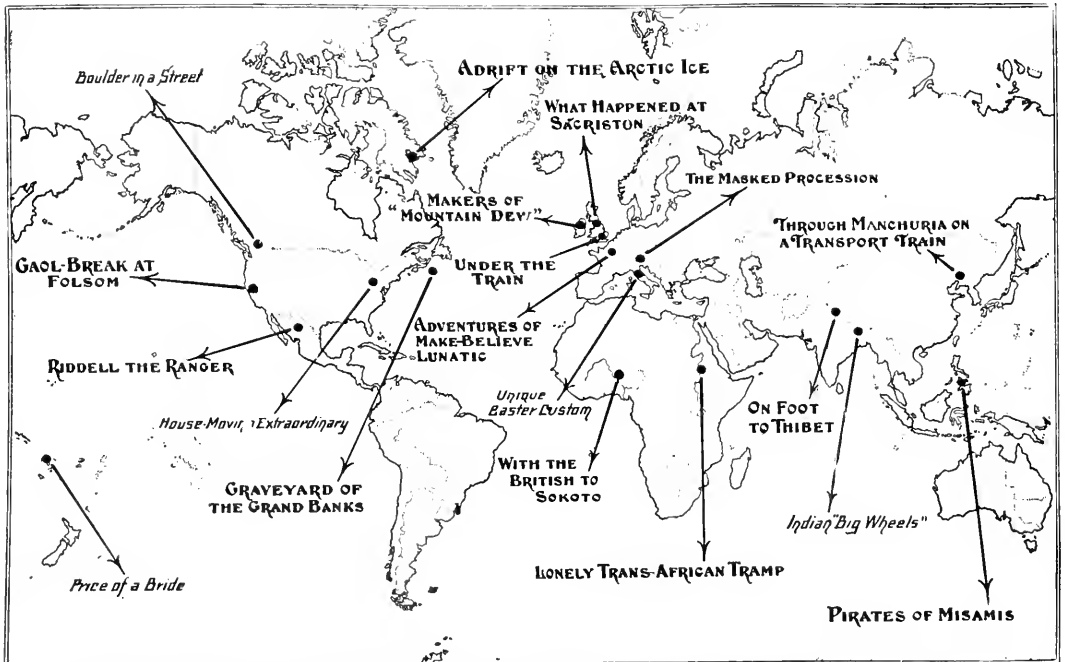 Boulder in a Street
ADRIFT ON THE ARCTIC ICE
WHAT HAPPENED AT
SACRISTON
THE MASKED PROCESSION
MAKERS OF
"MOUNTAIN DEW"
THROUGH MANCHURIA ON
A TRANSPORT TRAIN
GAOL-BREAK AT
FOLSOM
UNDER THE
TRAIN
ADVENTURES OF
MAKE-BELIEVE
LUNATIC
RIDDELL THE RANGER
House-Moving Extraordinary
Unique
Easter Custom
ON FOOT
TO THIBET
GRAVEYARD OF
THE GRAND BANKS
WITH THE
BRITISH TO
SOKOTO
Indian "Big Wheels"
Price of a Bride
LONELY TRANS-AFRICAN TRAMP
PIRATES OF MISAMIS